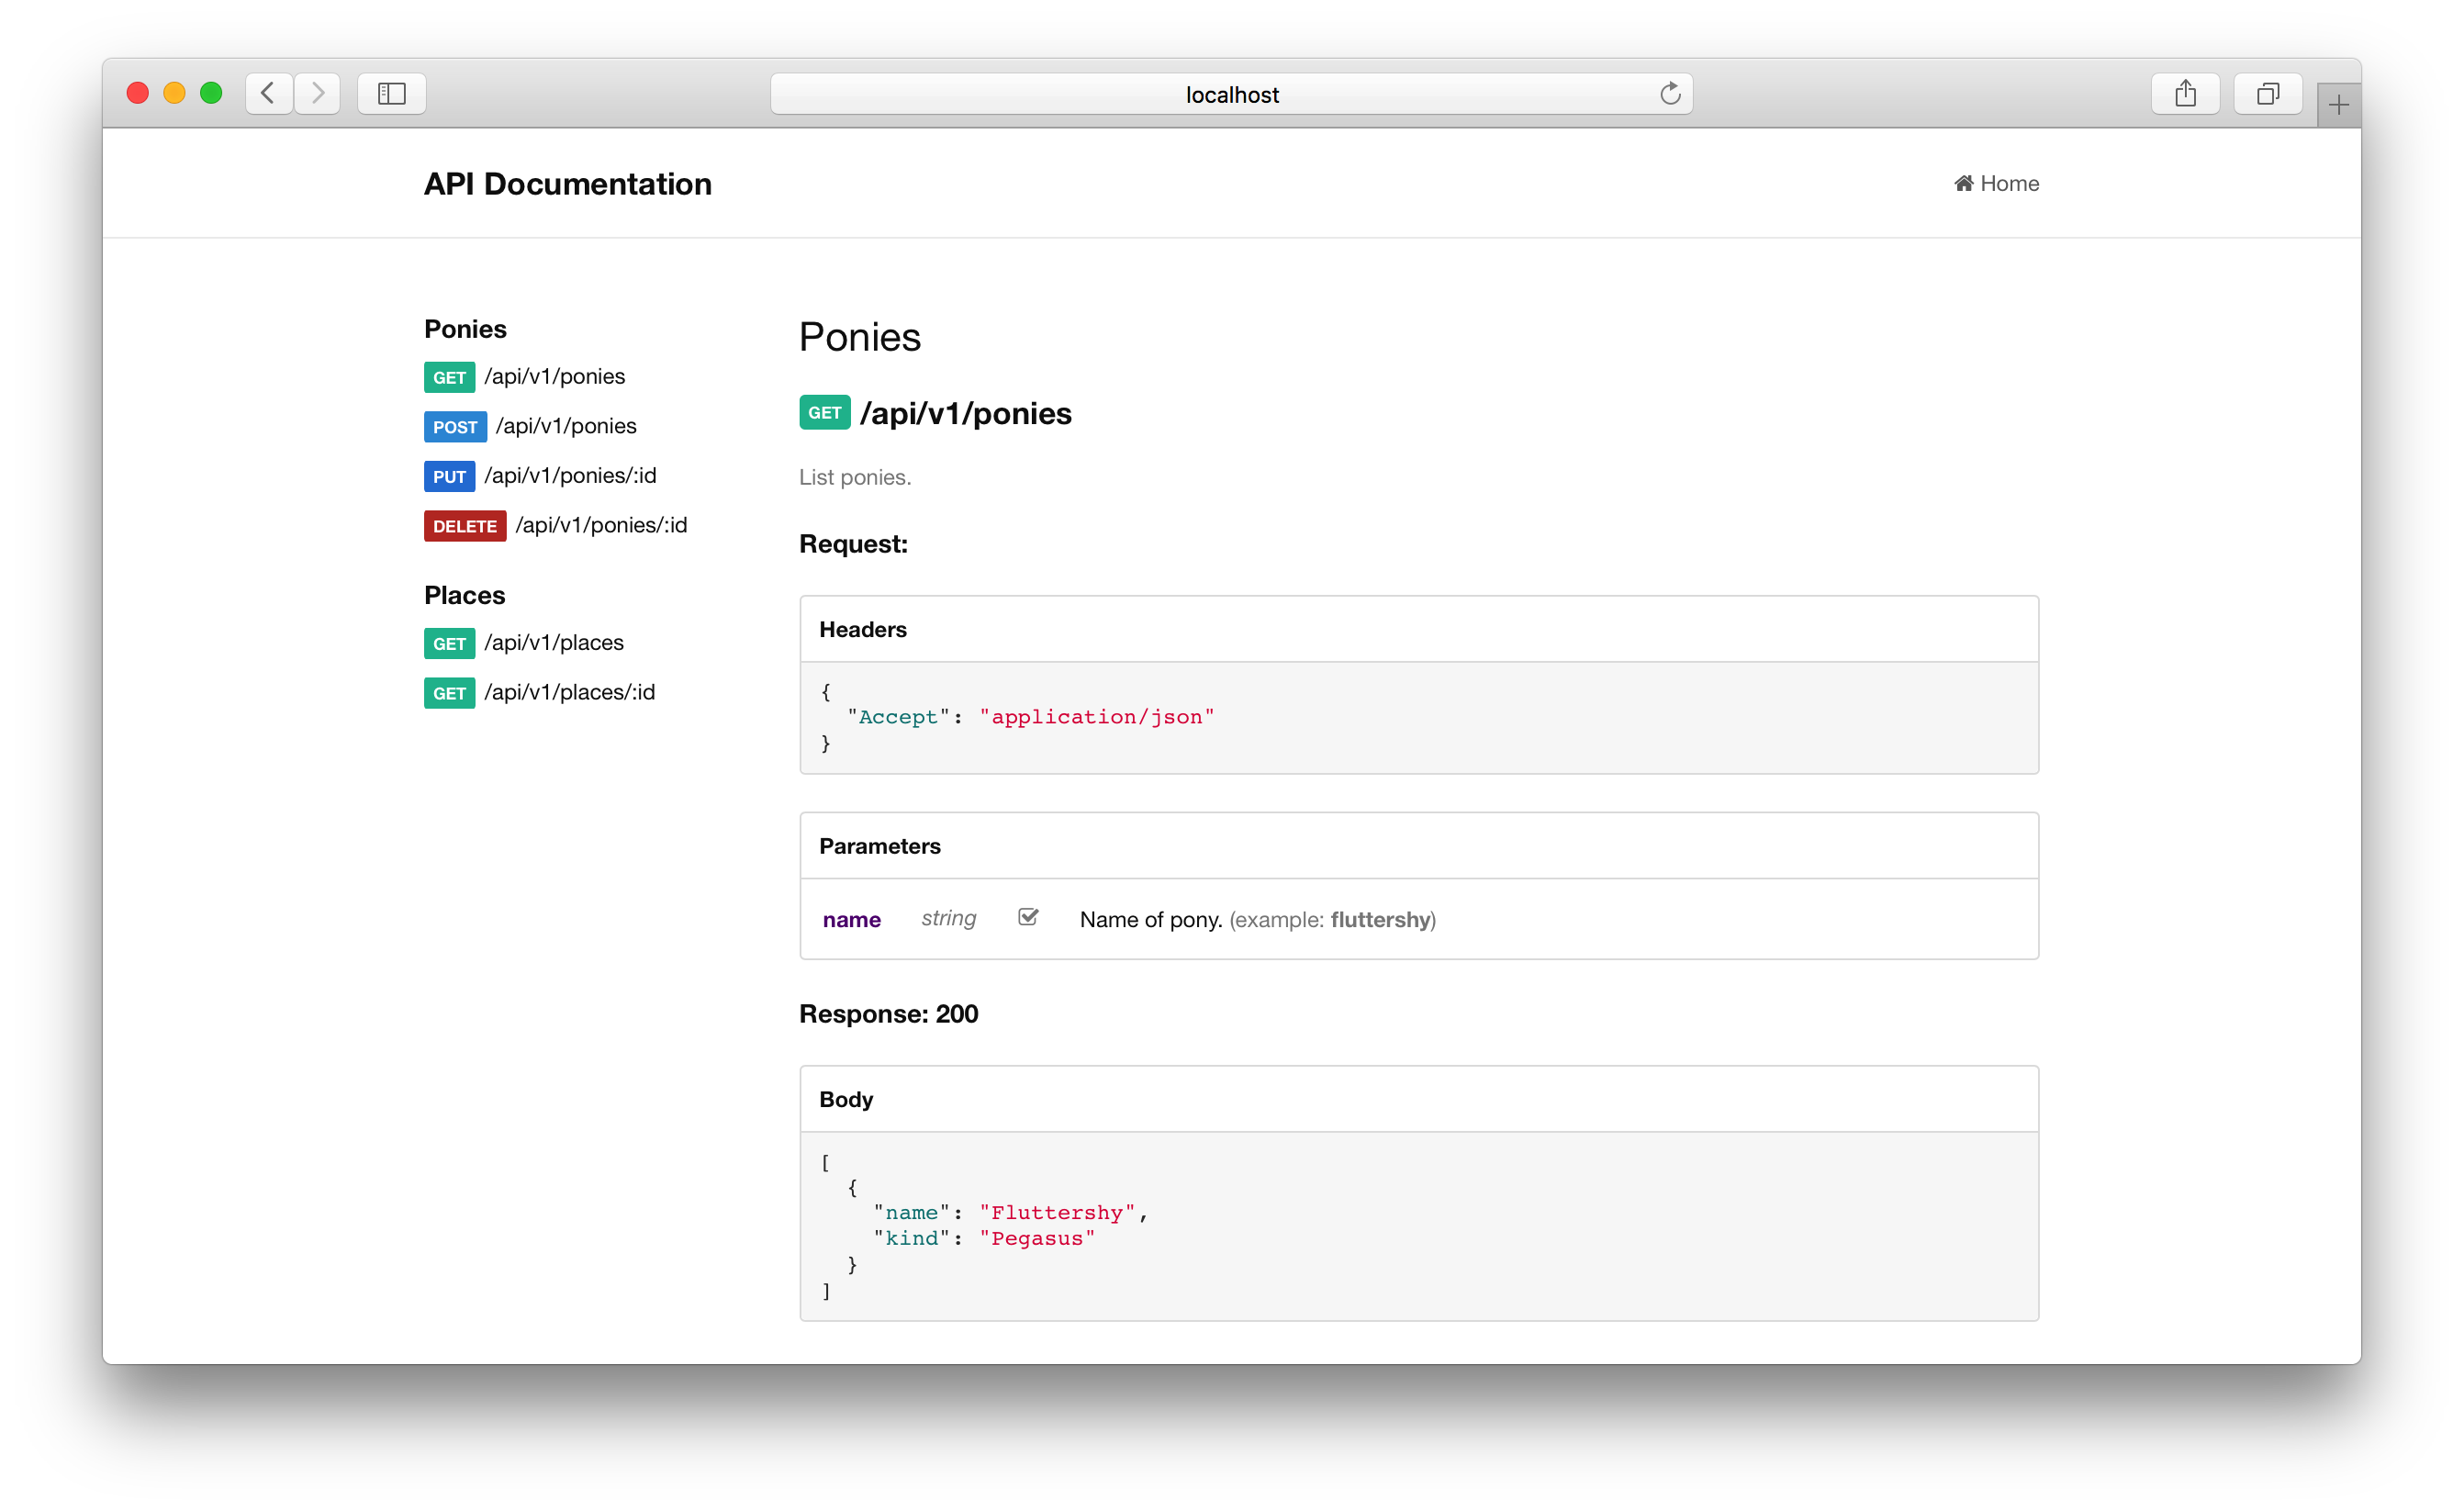 localhost
API Documentation
Home
Ponies
GET /api/v1/ponies
POST /api/v1/ponies
PUT /api/v1/ponies/:id
DELETE /api/v1/ponies/:id
Places
GET /api/v1/places
GET /api/v1/places/:id
Ponies
GET /api/v1/ponies
List ponies.
Request:
Headers
{
  "Accept": "application/json"
}
Parameters
name string Name of pony. (example: fluttershy)
Response: 200
Body
[
  {
    "name": "Fluttershy",
    "kind": "Pegasus"
  }
]